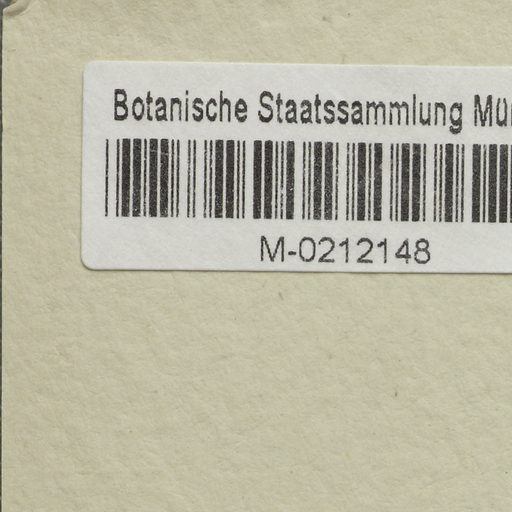 Botanische Staatssammlung Mü
M-0212148